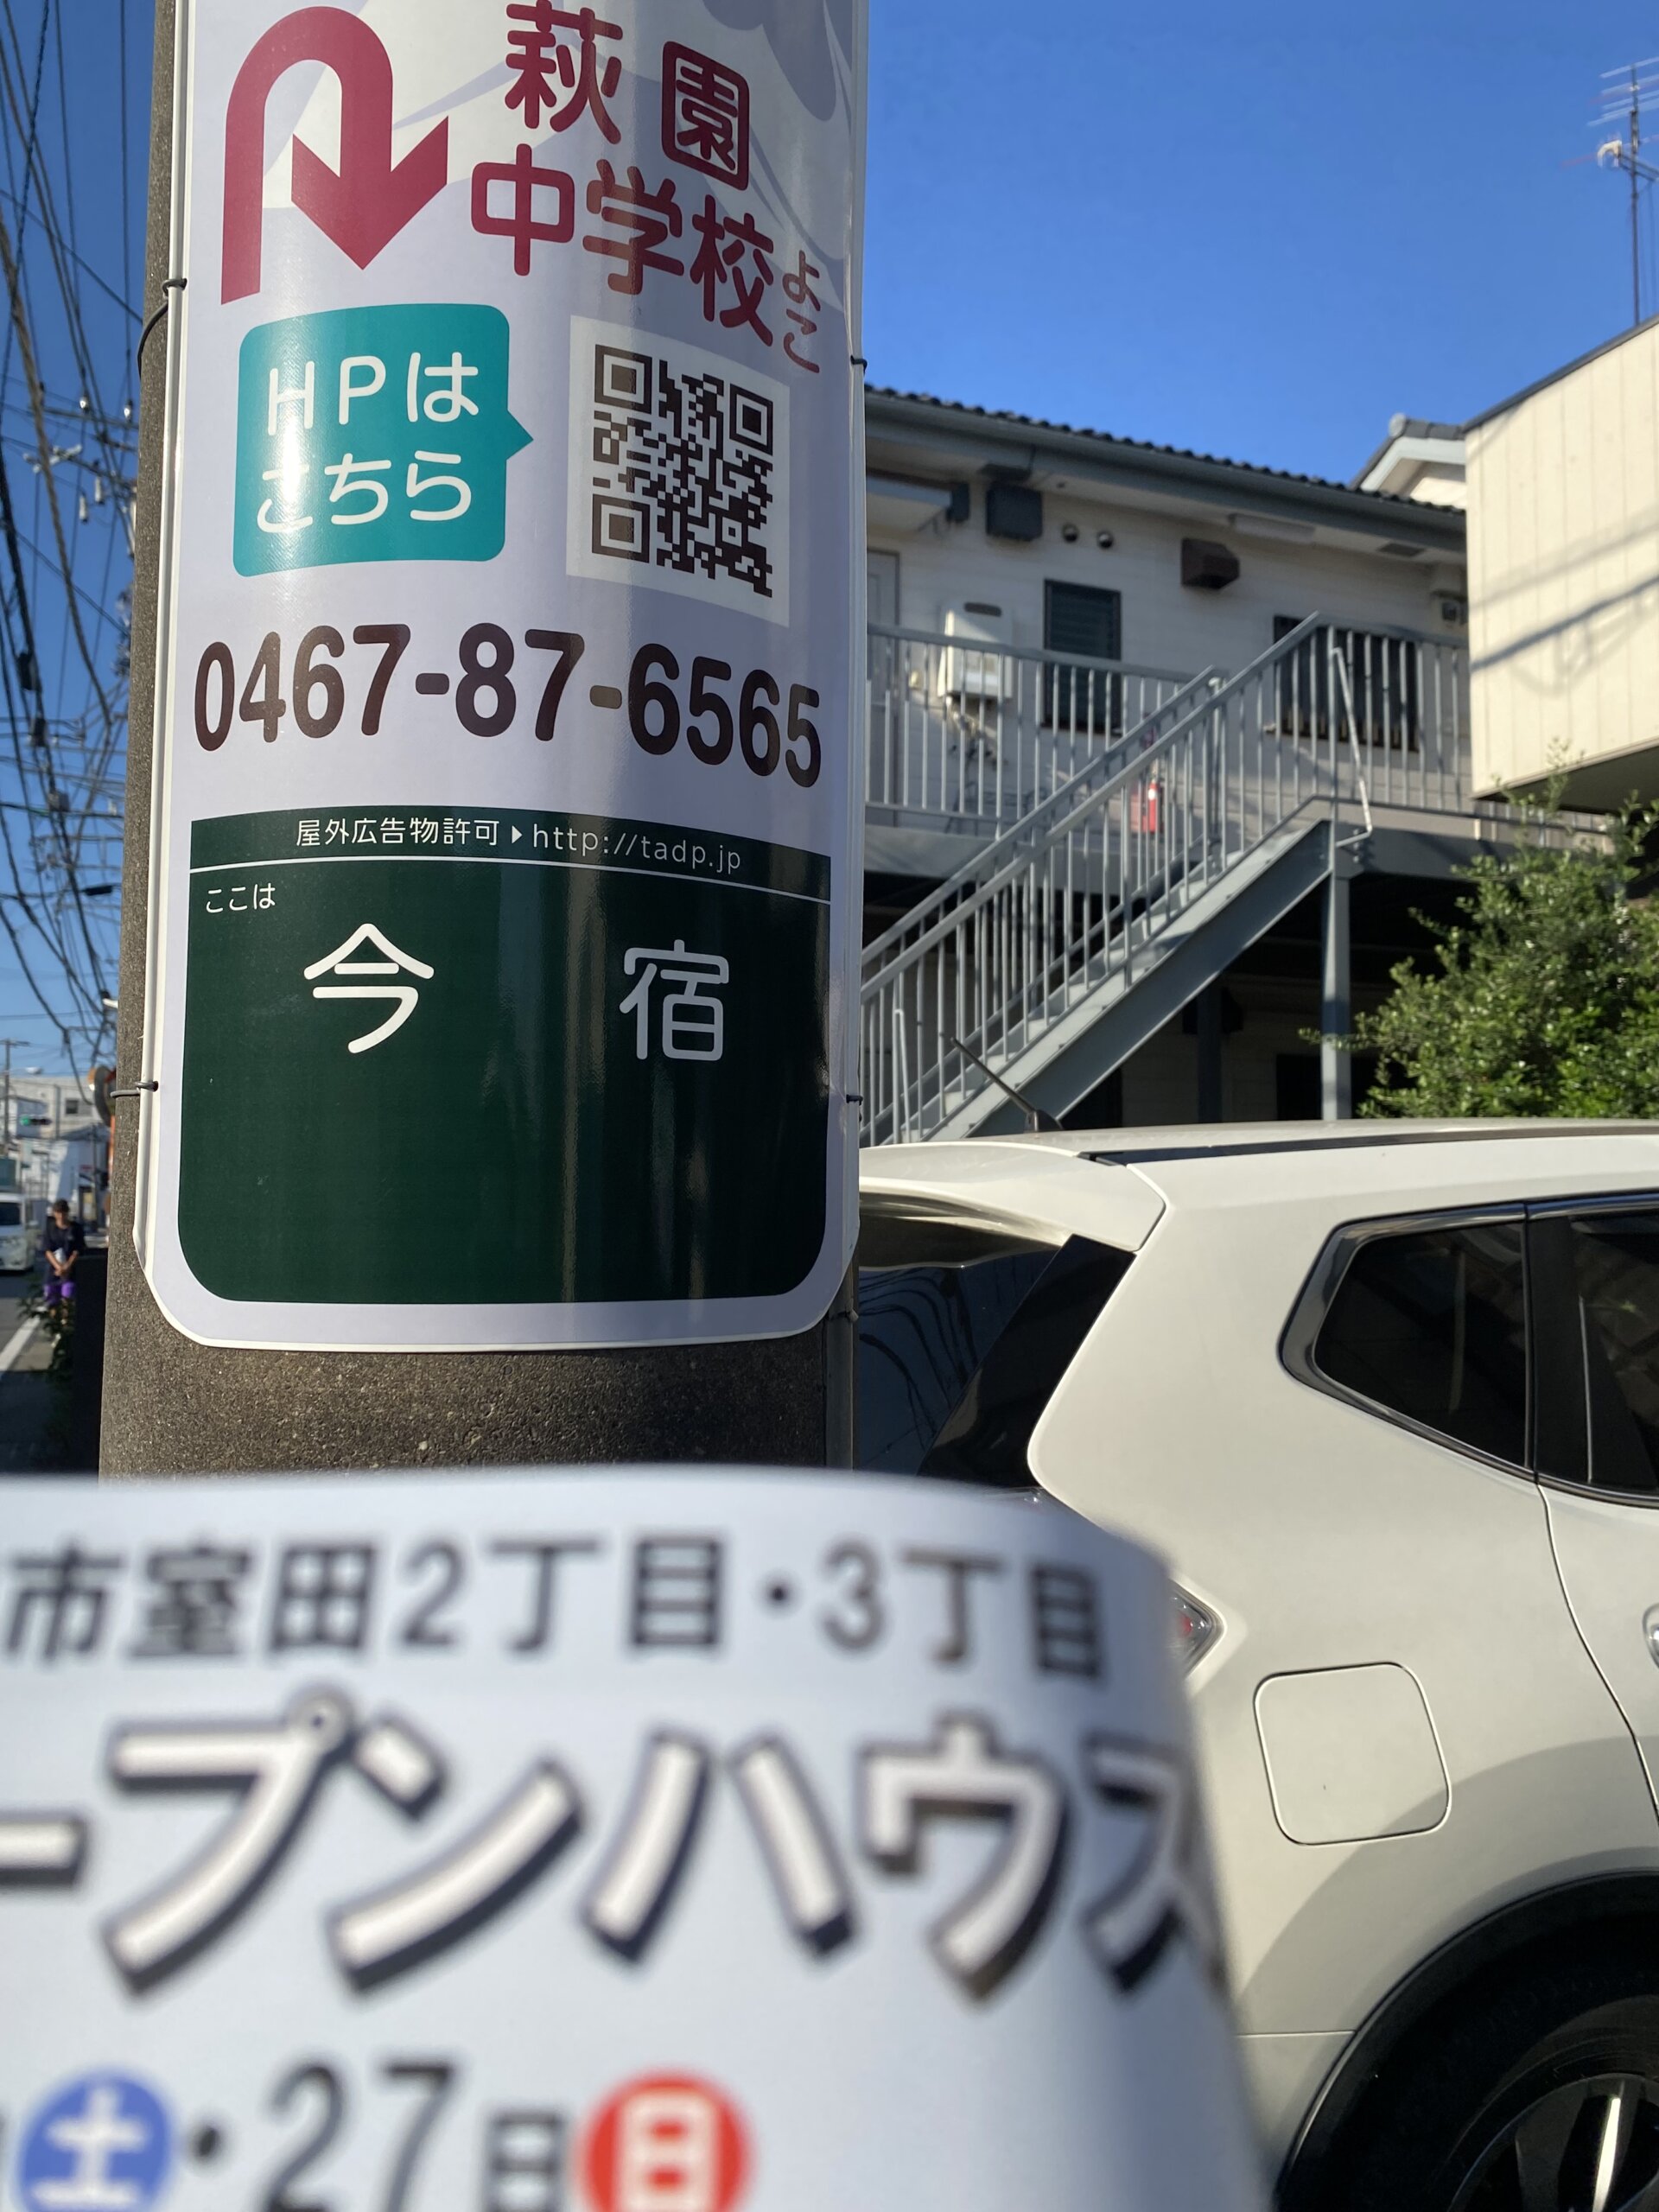 萩園
中学校よこ
HPは
こちら
0467-87-6565
屋外広告物許可▶http://tadp.jp
ここは
今宿
市室田2丁目・3丁目
ープンハウス
土・27日日